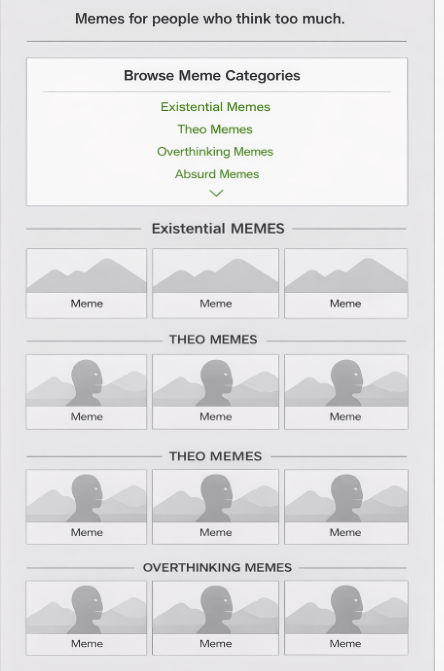 Memes for people who think too much.
Browse Meme Categories
Existential Memes
Theo Memes
Overthinking Memes
Absurd Memes
Existential MEMES
Meme Meme Meme
THEO MEMES
Meme Meme Meme
THEO MEMES
Meme Meme Meme
OVERTHINKING MEMES
Meme Meme Meme